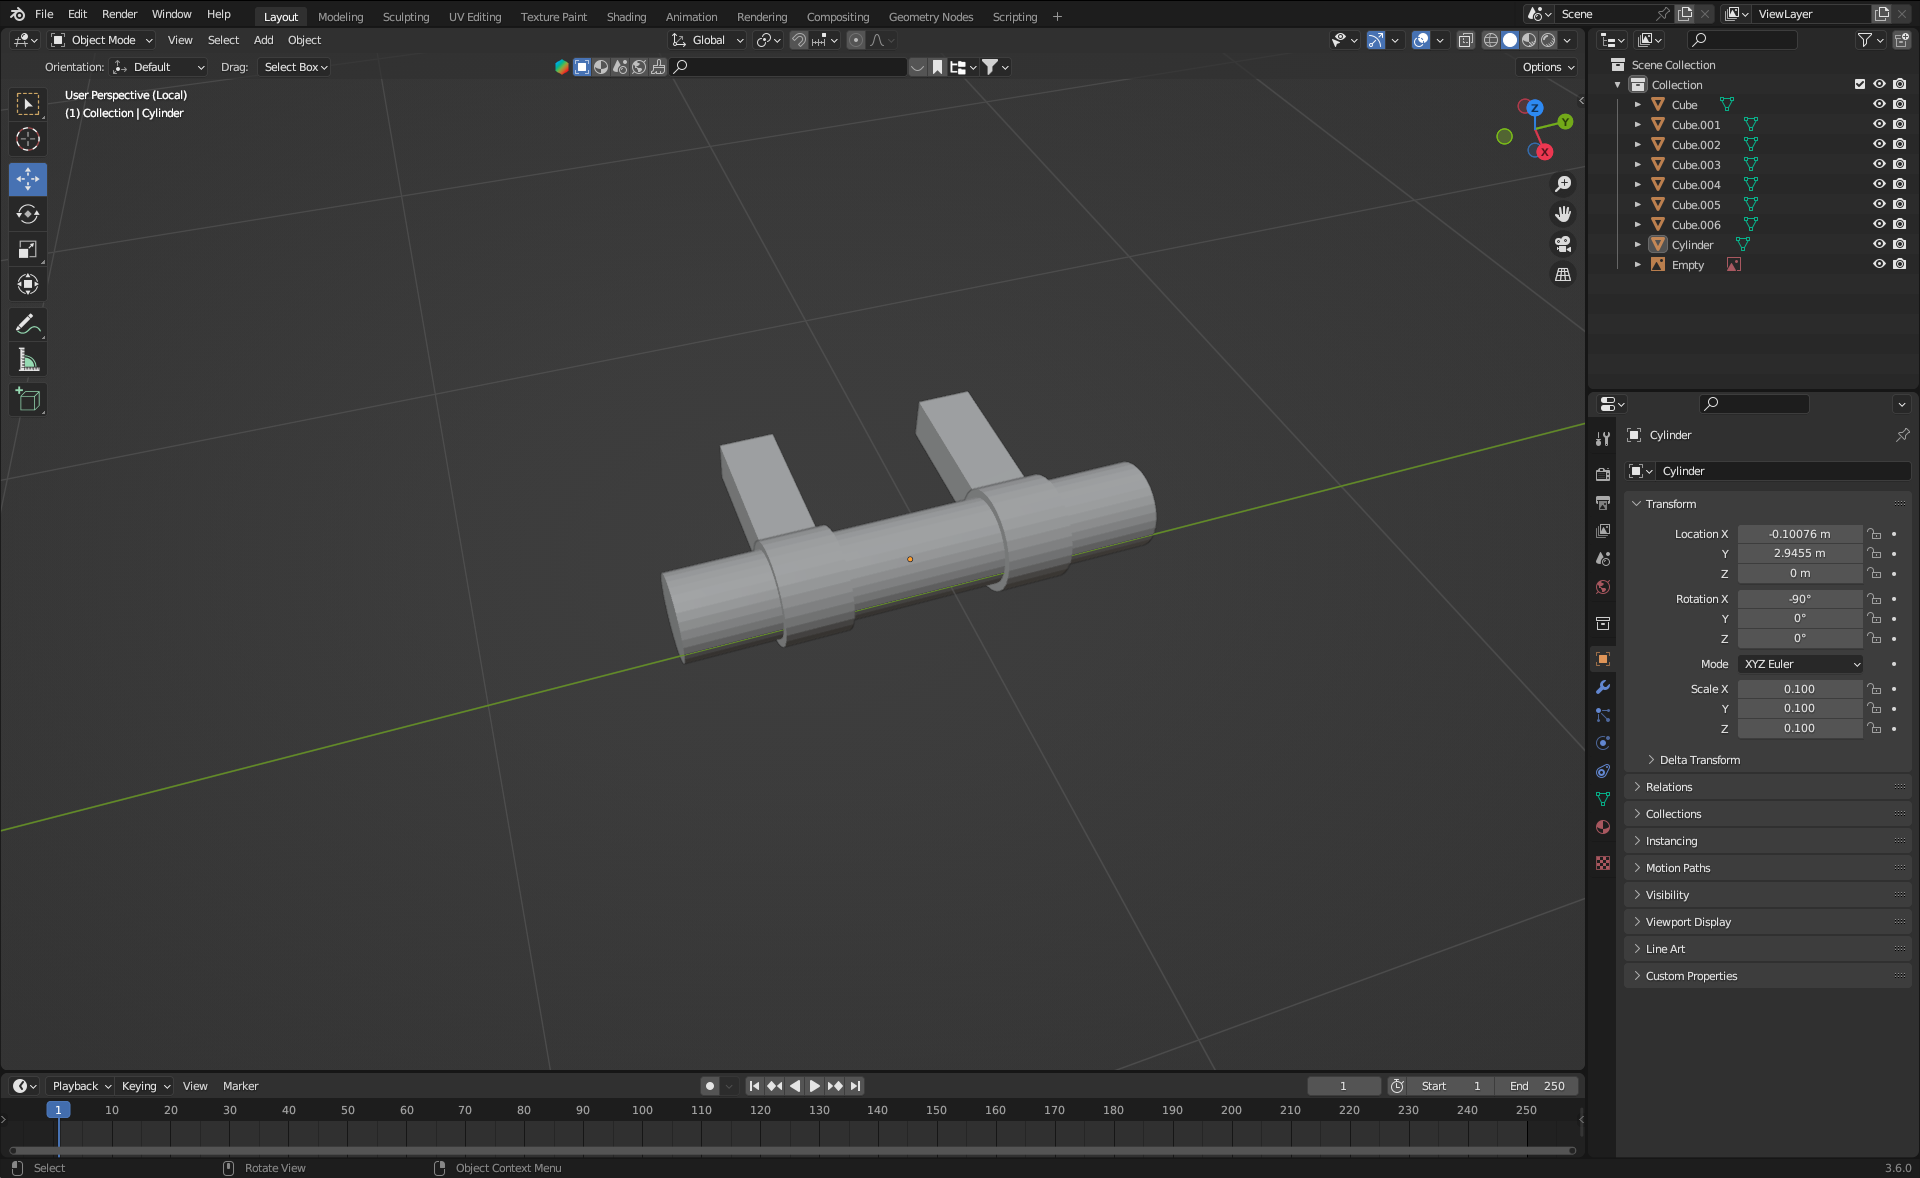 File Edit Render Window Help Layout Modeling Sculpting UV Editing Texture Paint Shading Animation Rendering Compositing Geometry Nodes Scripting + Scene ViewLayer
Object Mode View Select Add Object Global
Orientation: Default Drag: Select Box Options
User Perspective (Local)
(1) Collection | Cylinder
Z
Y
X
Scene Collection
Collection
Cube
Cube.001
Cube.002
Cube.003
Cube.004
Cube.005
Cube.006
Cylinder
Empty
Cylinder
Cylinder
Transform
Location X -0.10076 m
Y 2.9455 m
Z 0 m
Rotation X -90°
Y 0°
Z 0°
Mode XYZ Euler
Scale X 0.100
Y 0.100
Z 0.100
Delta Transform
Relations
Collections
Instancing
Motion Paths
Visibility
Viewport Display
Line Art
Custom Properties
Playback Keying View Marker 1 Start 1 End 250
1 10 20 30 40 50 60 70 80 90 100 110 120 130 140 150 160 170 180 190 200 210 220 230 240 250
Select Rotate View Object Context Menu 3.6.0